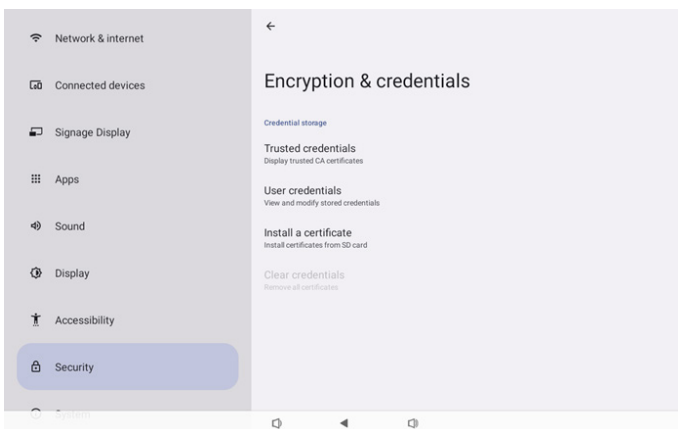 Network & internet
Connected devices
Signage Display
Apps
Sound
Display
Accessibility
Security
System
Encryption & credentials
Credential storage
Trusted credentials
Display trusted CA certificates
User credentials
View and modify stored credentials
Install a certificate
Install certificates from SD card
Clear credentials
Remove all certificates